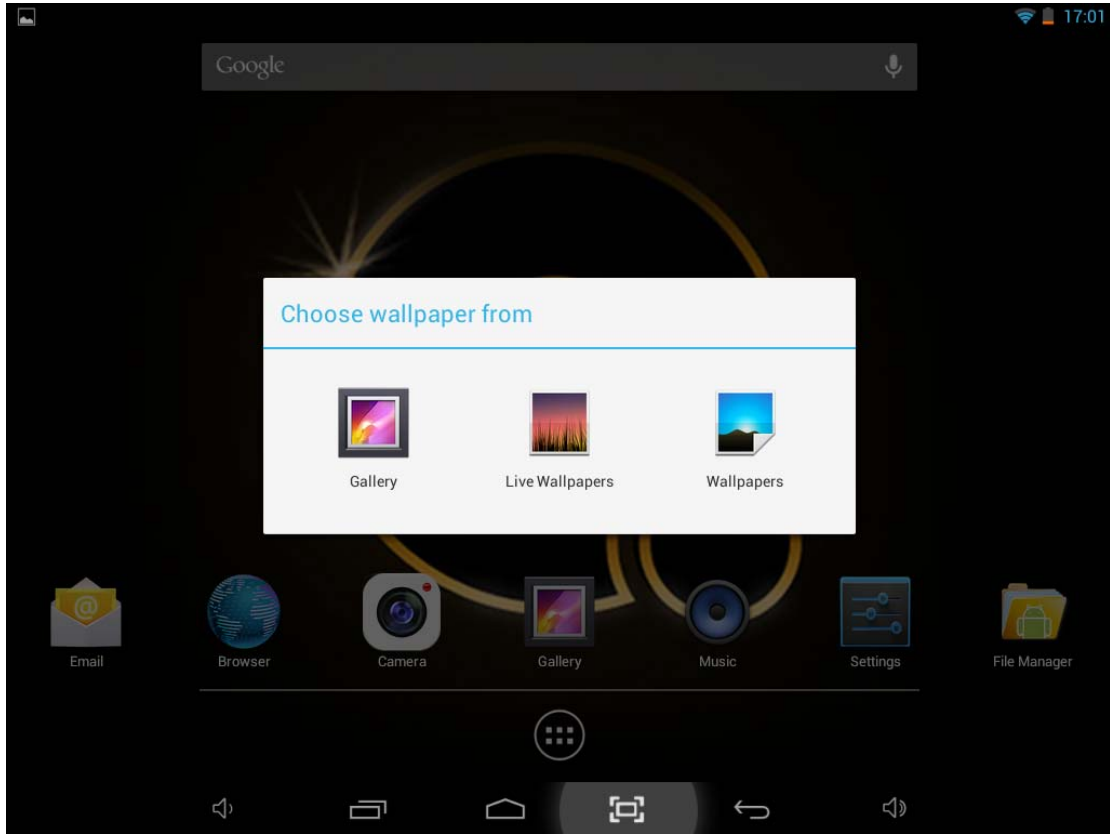 17:01
Google
Choose wallpaper from
Gallery Live Wallpapers Wallpapers
Email Browser Camera Gallery Music Settings File Manager